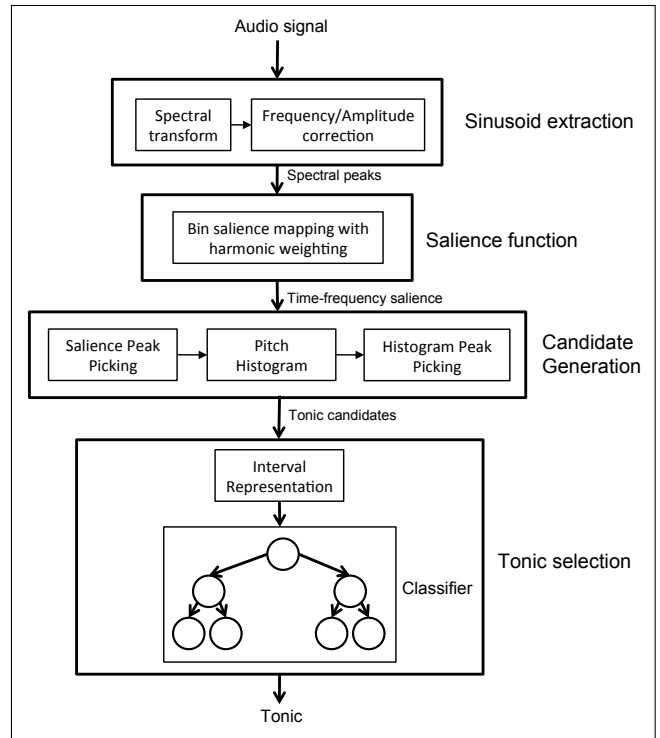 Audio signal
Spectral
transform
Frequency/Amplitude
correction
Sinusoid extraction
Spectral peaks
Bin salience mapping with
harmonic weighting
Salience function
Time-frequency salience
Salience Peak
Picking
Pitch
Histogram
Histogram Peak
Picking
Candidate
Generation
Tonic candidates
Interval
Representation
Classifier
Tonic selection
Tonic